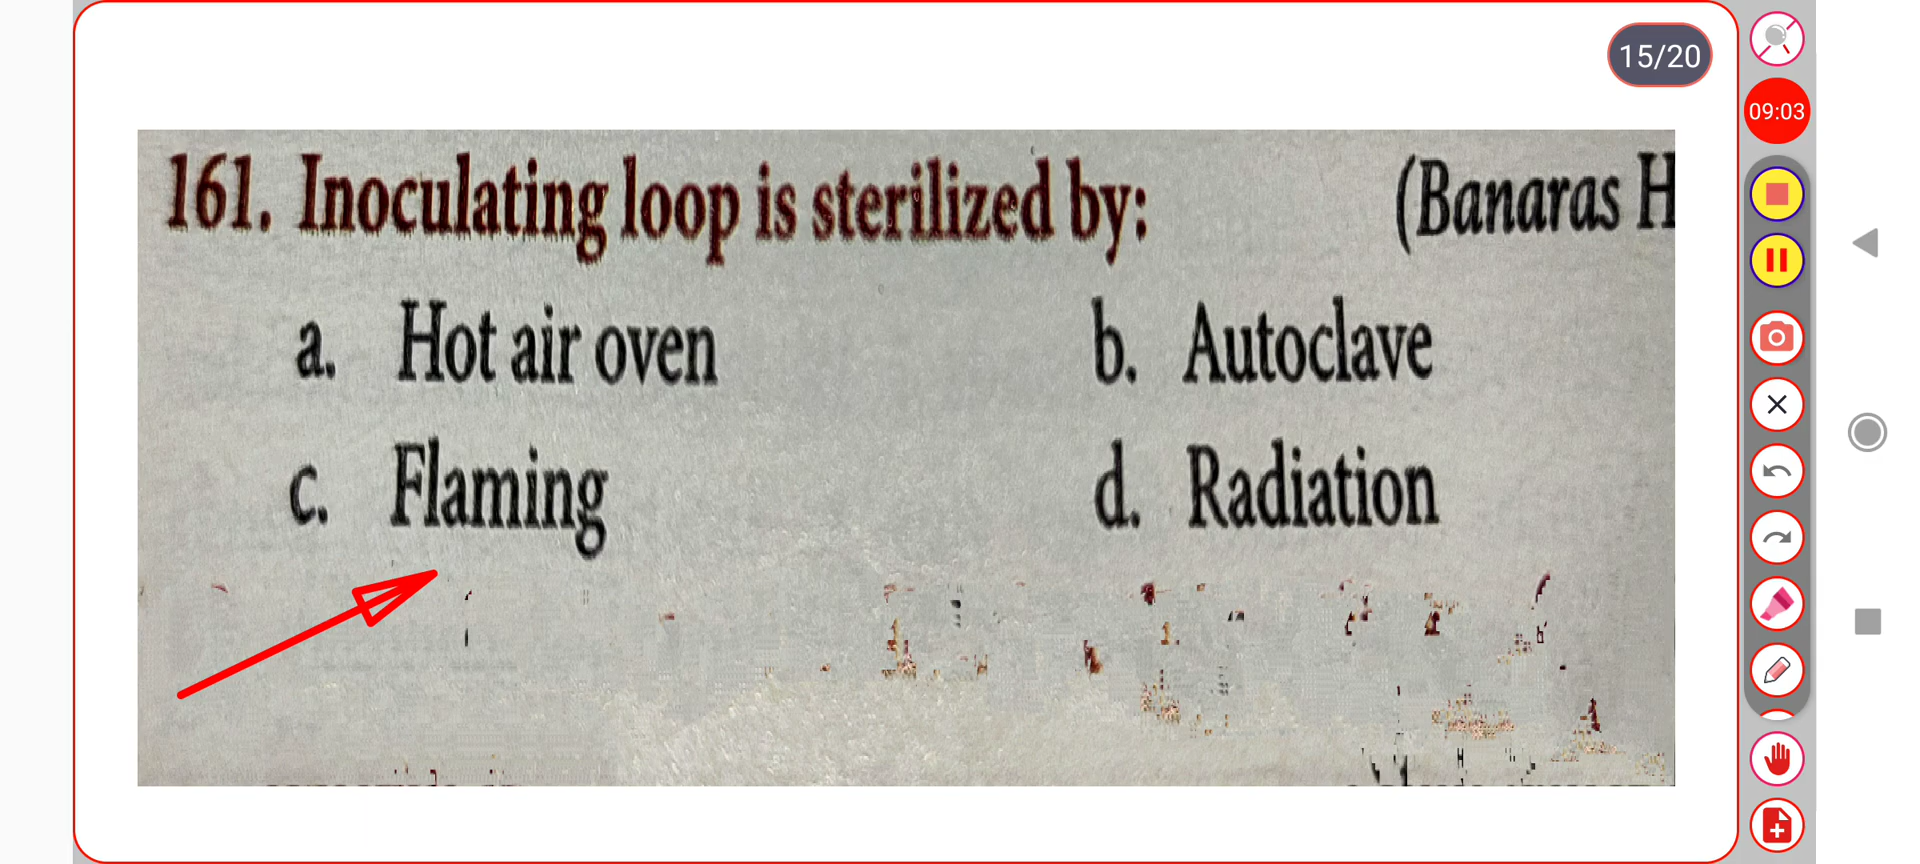 15/20
09:03
161. Inoculating loop is sterilized by: (Banaras H
a. Hot air oven b. Autoclave
c. Flaming d. Radiation